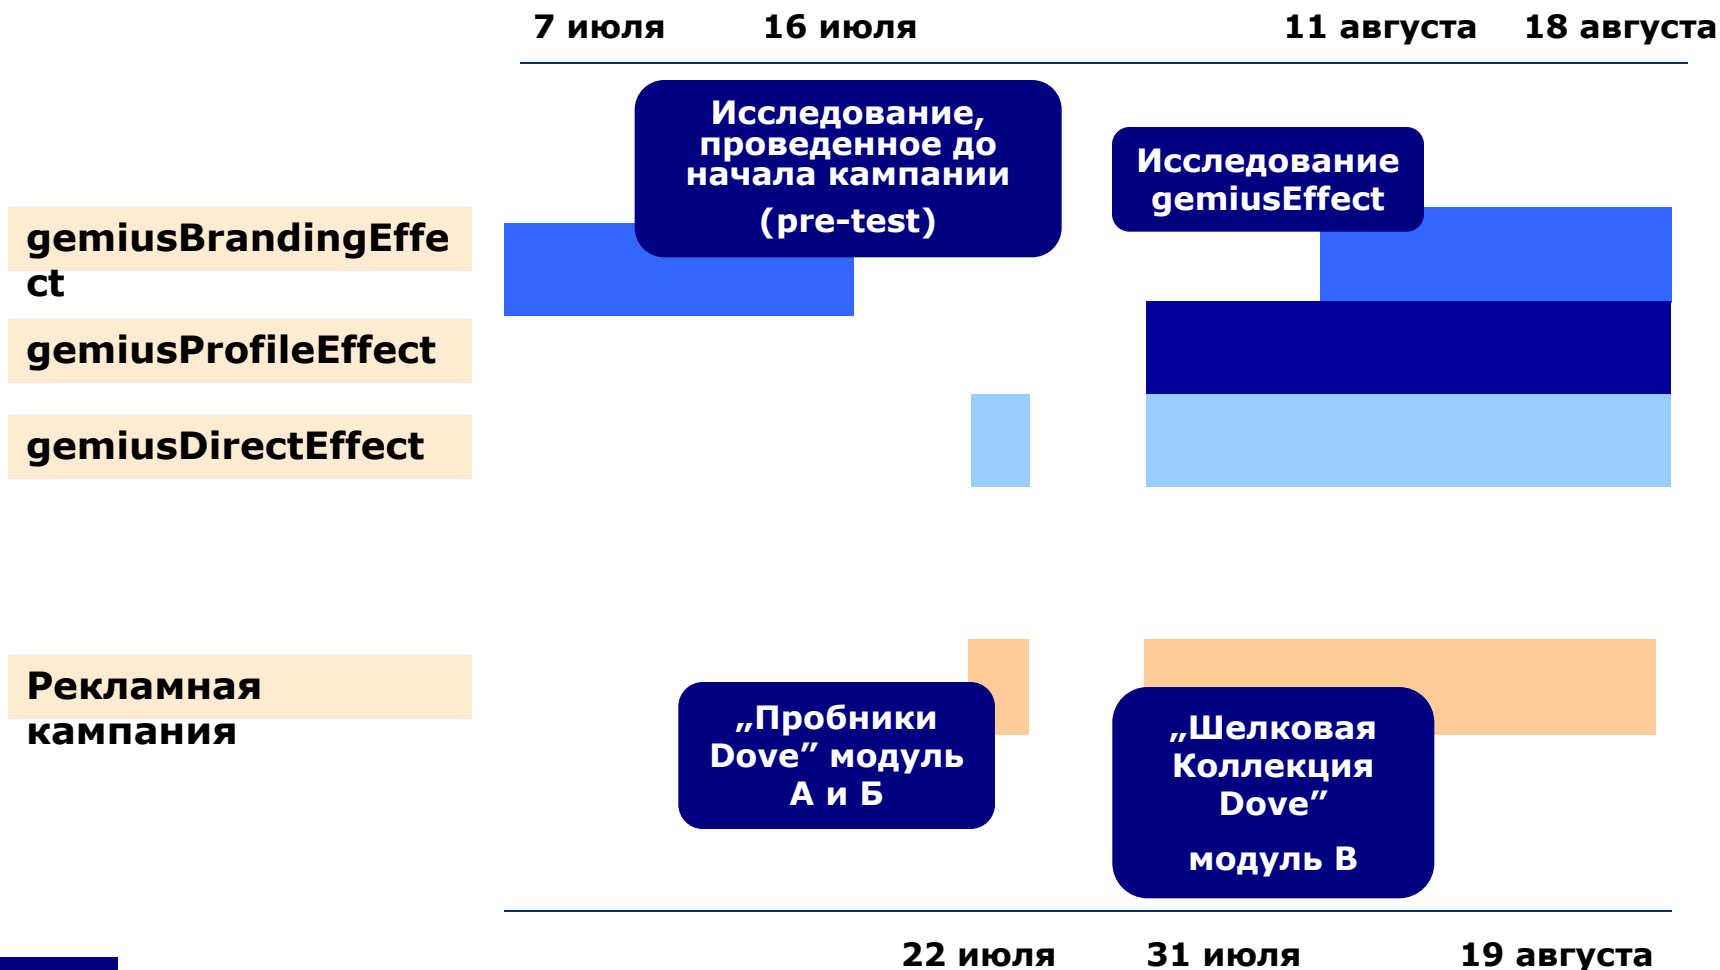 7 июля 16 июля 11 августа 18 августа
Исследование,
проведенное до
начала кампании
(pre-test)
Исследование
gemiusEffect
gemiusBrandingEffe
ct
gemiusProfileEffect
gemiusDirectEffect
Рекламная
кампания
„Пробники
Dove” модуль
А и Б
„Шелковая
Коллекция
Dove”
модуль В
22 июля 31 июля 19 августа